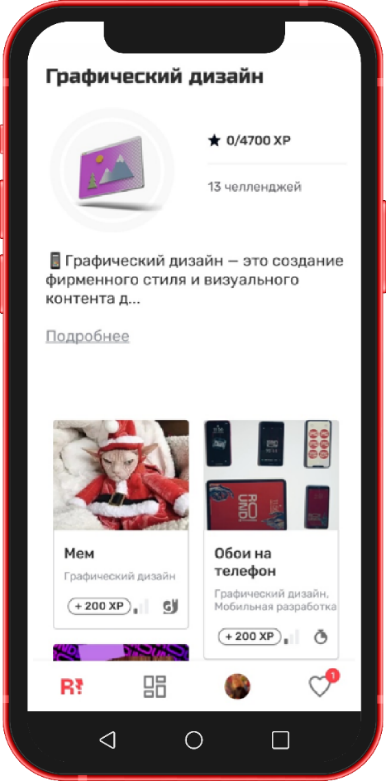 Графический дизайн
0/4700 XP
13 челленджей
Графический дизайн — это создание
фирменного стиля и визуального
контента д...
Подробнее
Мем
Графический дизайн
+ 200 XP
Обои на
телефон
Графический дизайн,
Мобильная разработка
+ 200 XP
R!
1